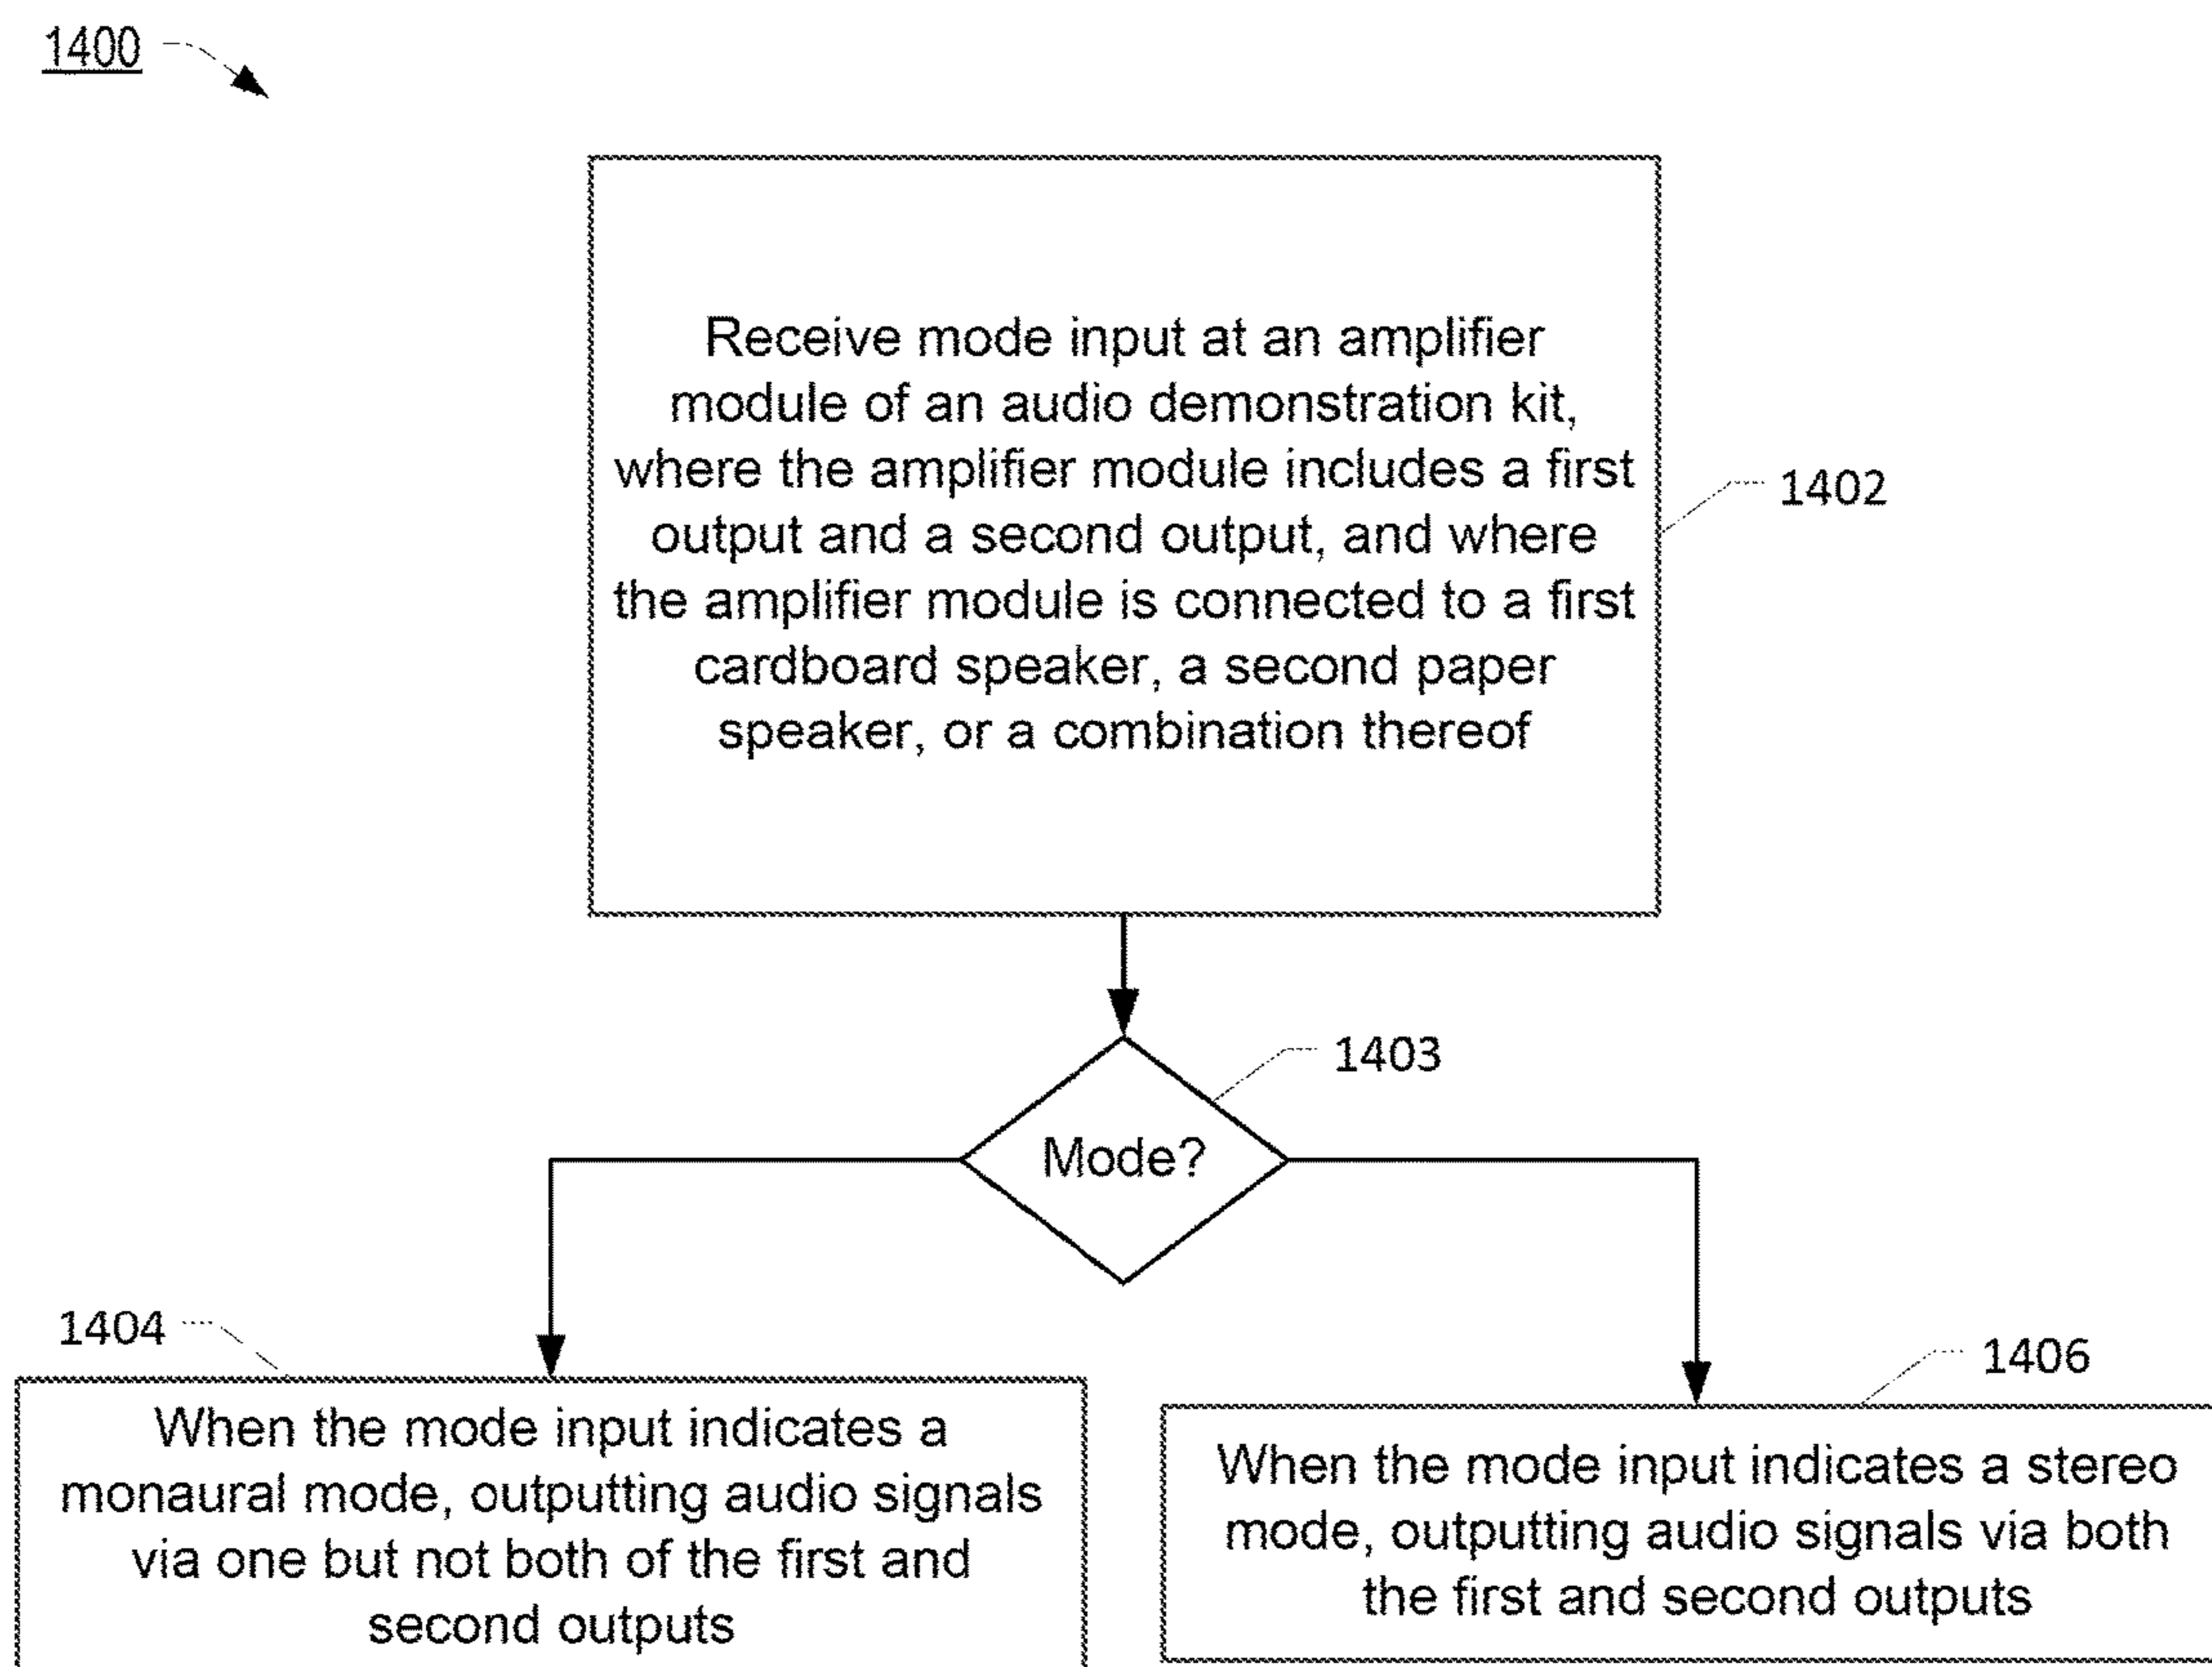 1400
Receive mode input at an amplifier
module of an audio demonstration kit,
where the amplifier module includes a first
output and a second output, and where
the amplifier module is connected to a first
cardboard speaker, a second paper
speaker, or a combination thereof
1402
1403
Mode?
1404
When the mode input indicates a
monaural mode, outputting audio signals
via one but not both of the first and
second outputs
1406
When the mode input indicates a stereo
mode, outputting audio signals via both
the first and second outputs